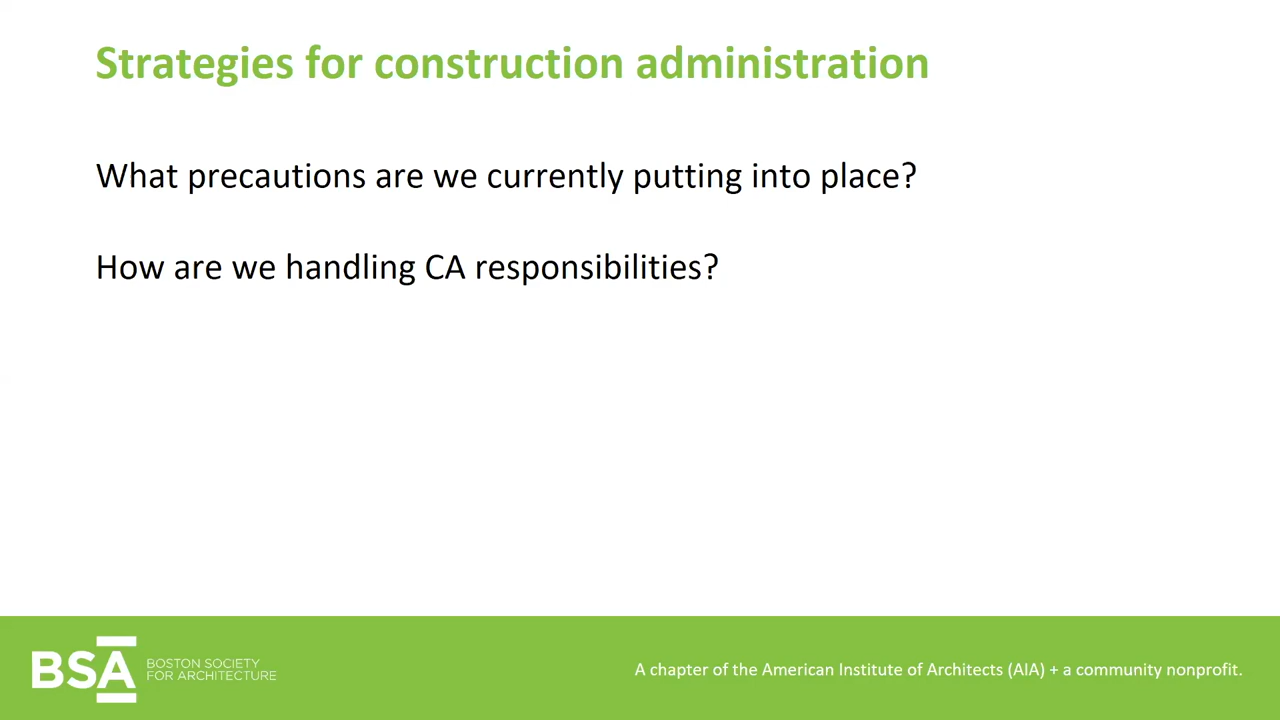 Strategies for construction administration
What precautions are we currently putting into place?
How are we handling CA responsibilities?
BSA
BOSTON SOCIETY
FOR ARCHITECTURE
A chapter of the American Institute of Architects (AIA) + a community nonprofit.